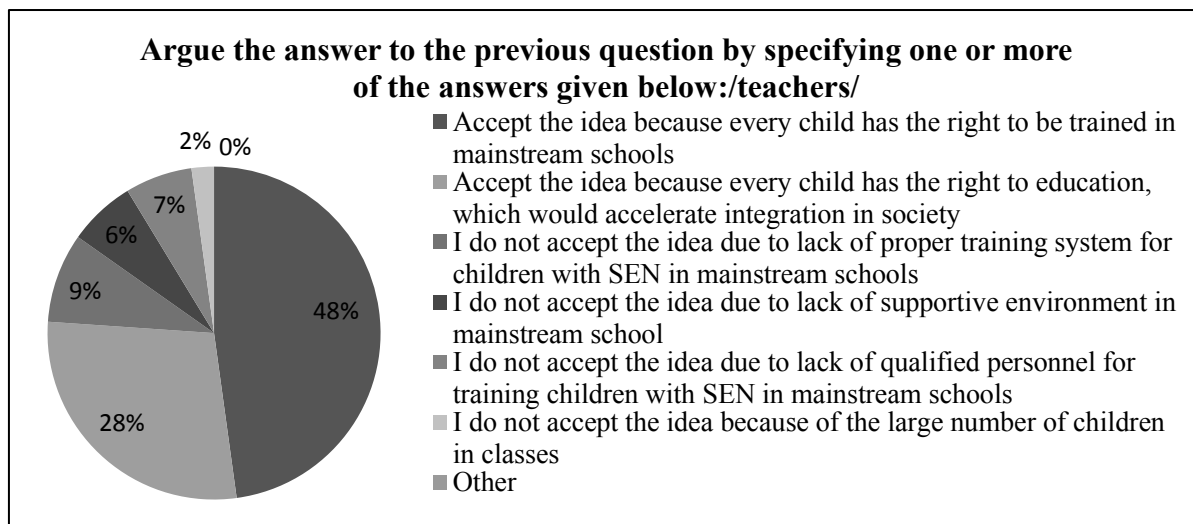 Argue the answer to the previous question by specifying one or more
of the answers given below:/teachers/
2%
0%
7%
6%
9%
48%
28%
Accept the idea because every child has the right to be trained in
mainstream schools
Accept the idea because every child has the right to education,
which would accelerate integration in society
I do not accept the idea due to lack of proper training system for
children with SEN in mainstream schools
I do not accept the idea due to lack of supportive environment in
mainstream school
I do not accept the idea due to lack of qualified personnel for
training children with SEN in mainstream schools
I do not accept the idea because of the large number of children
in classes
Other